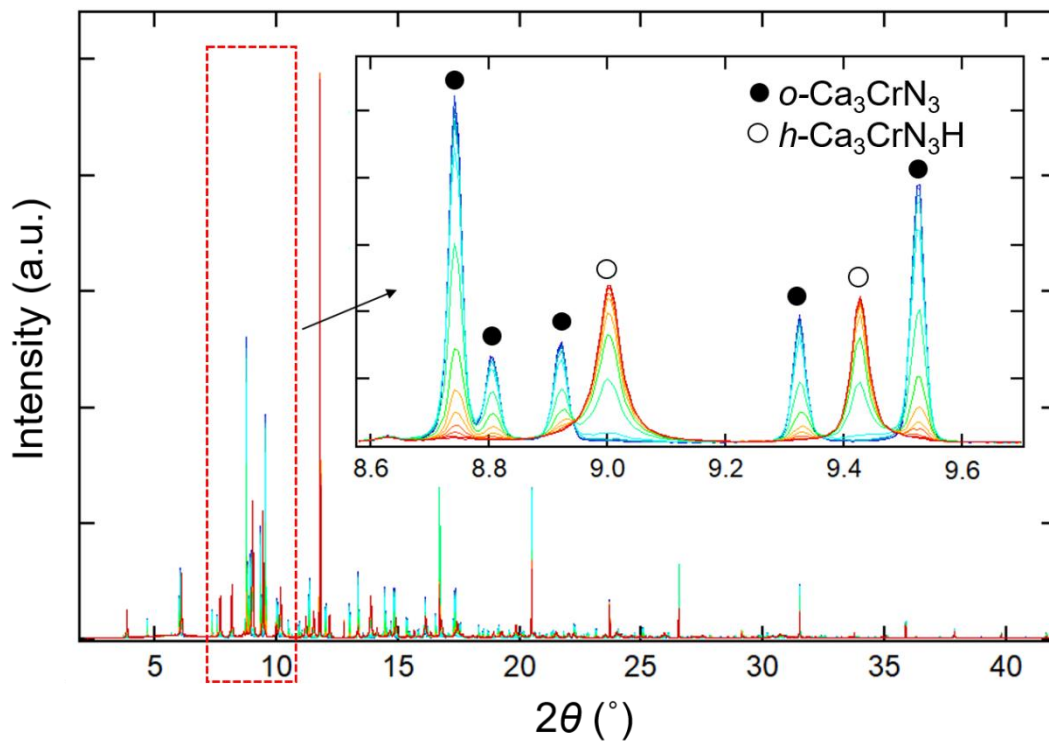 Intensity (a.u.)
● o-Ca₃CrN₃
○ h-Ca₃CrN₃H
8.6 8.8 9.0 9.2 9.4 9.6
5 10 15 20 25 30 35 40
2θ (°)